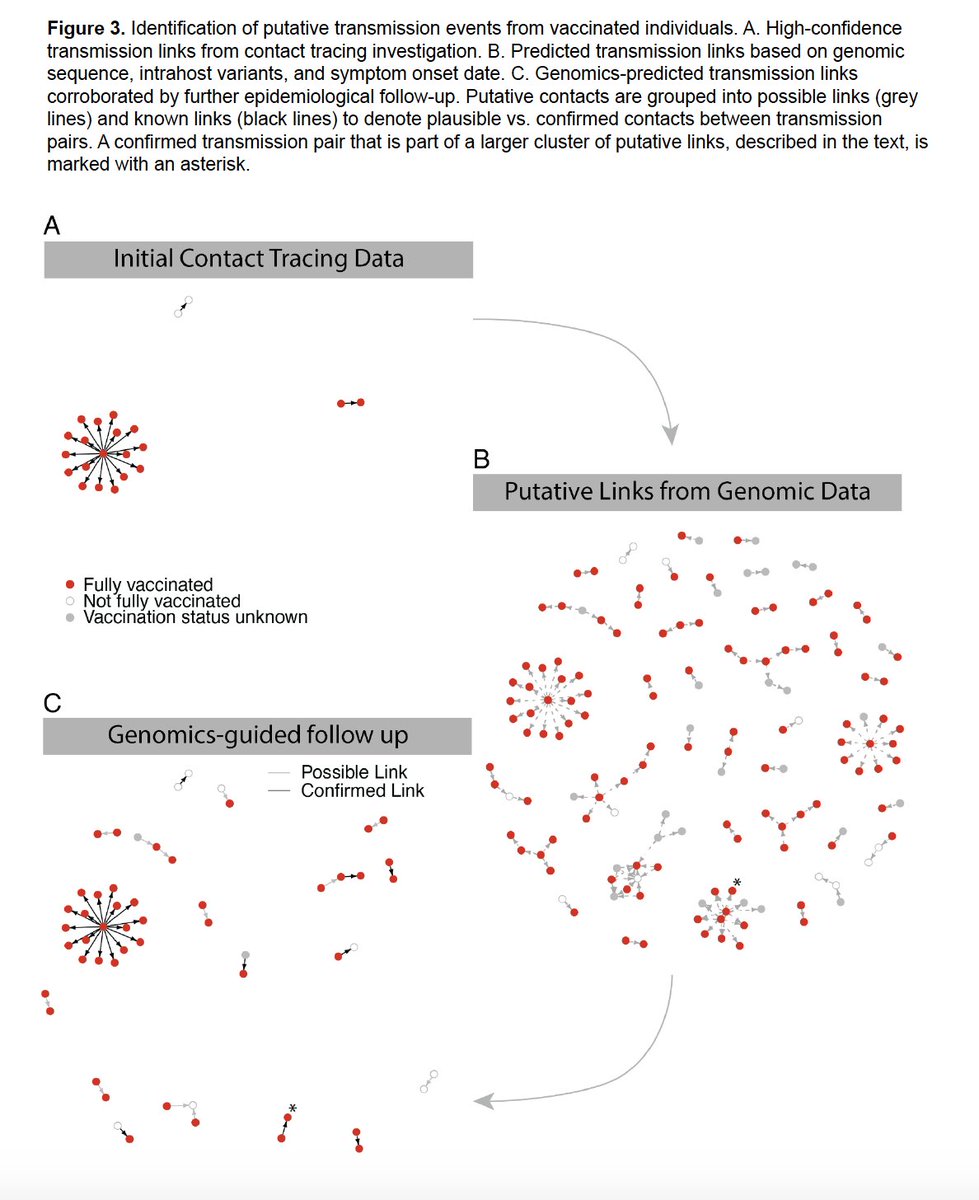 Figure 3. Identification of putative transmission events from vaccinated individuals. A. High-confidence
transmission links from contact tracing investigation. B. Predicted transmission links based on genomic
sequence, intrahost variants, and symptom onset date. C. Genomics-predicted transmission links
corroborated by further epidemiological follow-up. Putative contacts are grouped into possible links (grey
lines) and known links (black lines) to denote plausible vs. confirmed contacts between transmission
pairs. A confirmed transmission pair that is part of a larger cluster of putative links, described in the text, is
marked with an asterisk.
A
Initial Contact Tracing Data
B
Putative Links from Genomic Data
Fully vaccinated
Not fully vaccinated
Vaccination status unknown
C
Genomics-guided follow up
Possible Link
Confirmed Link
*
*